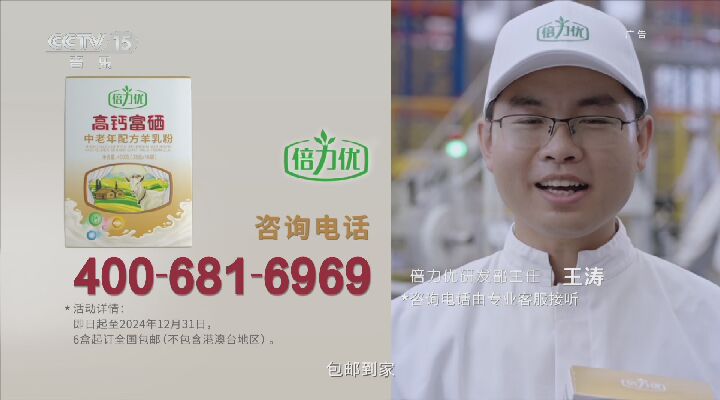 CCTV 15
音乐
广告
倍力优
倍力优
高钙富硒
中老年配方羊乳粉
倍力优
咨询电话
400-681-6969
*活动详情：
即日起至2024年12月31日，
6盒起订全国包邮(不包含港澳台地区)。
倍力优研发部主任 王涛
*咨询电话由专业客服接听
包邮到家